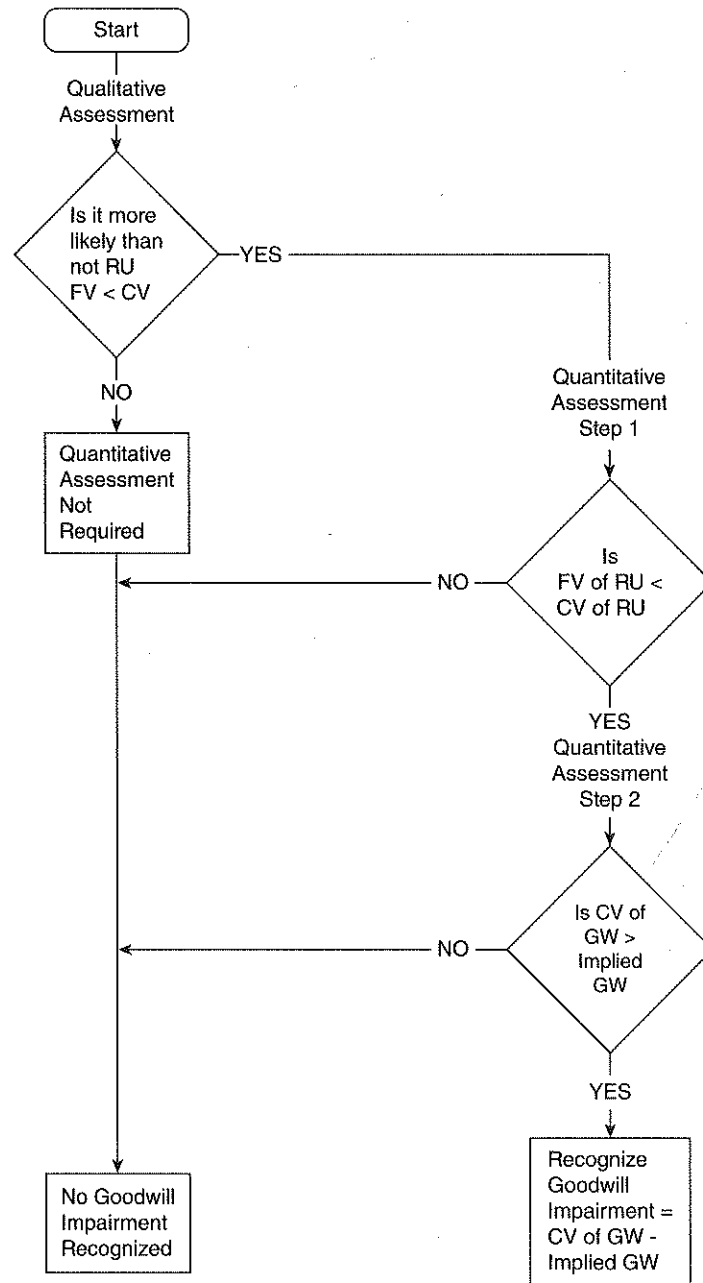 Start
Qualitative
Assessment
Is it more
likely than
not RU
FV < CV
YES
NO
Quantitative
Assessment
Not
Required
Quantitative
Assessment
Step 1
Is
FV of RU <
CV of RU
NO
YES
Quantitative
Assessment
Step 2
Is CV of
GW >
Implied
GW
NO
YES
No Goodwill
Impairment
Recognized
Recognize
Goodwill
Impairment =
CV of GW -
Implied GW